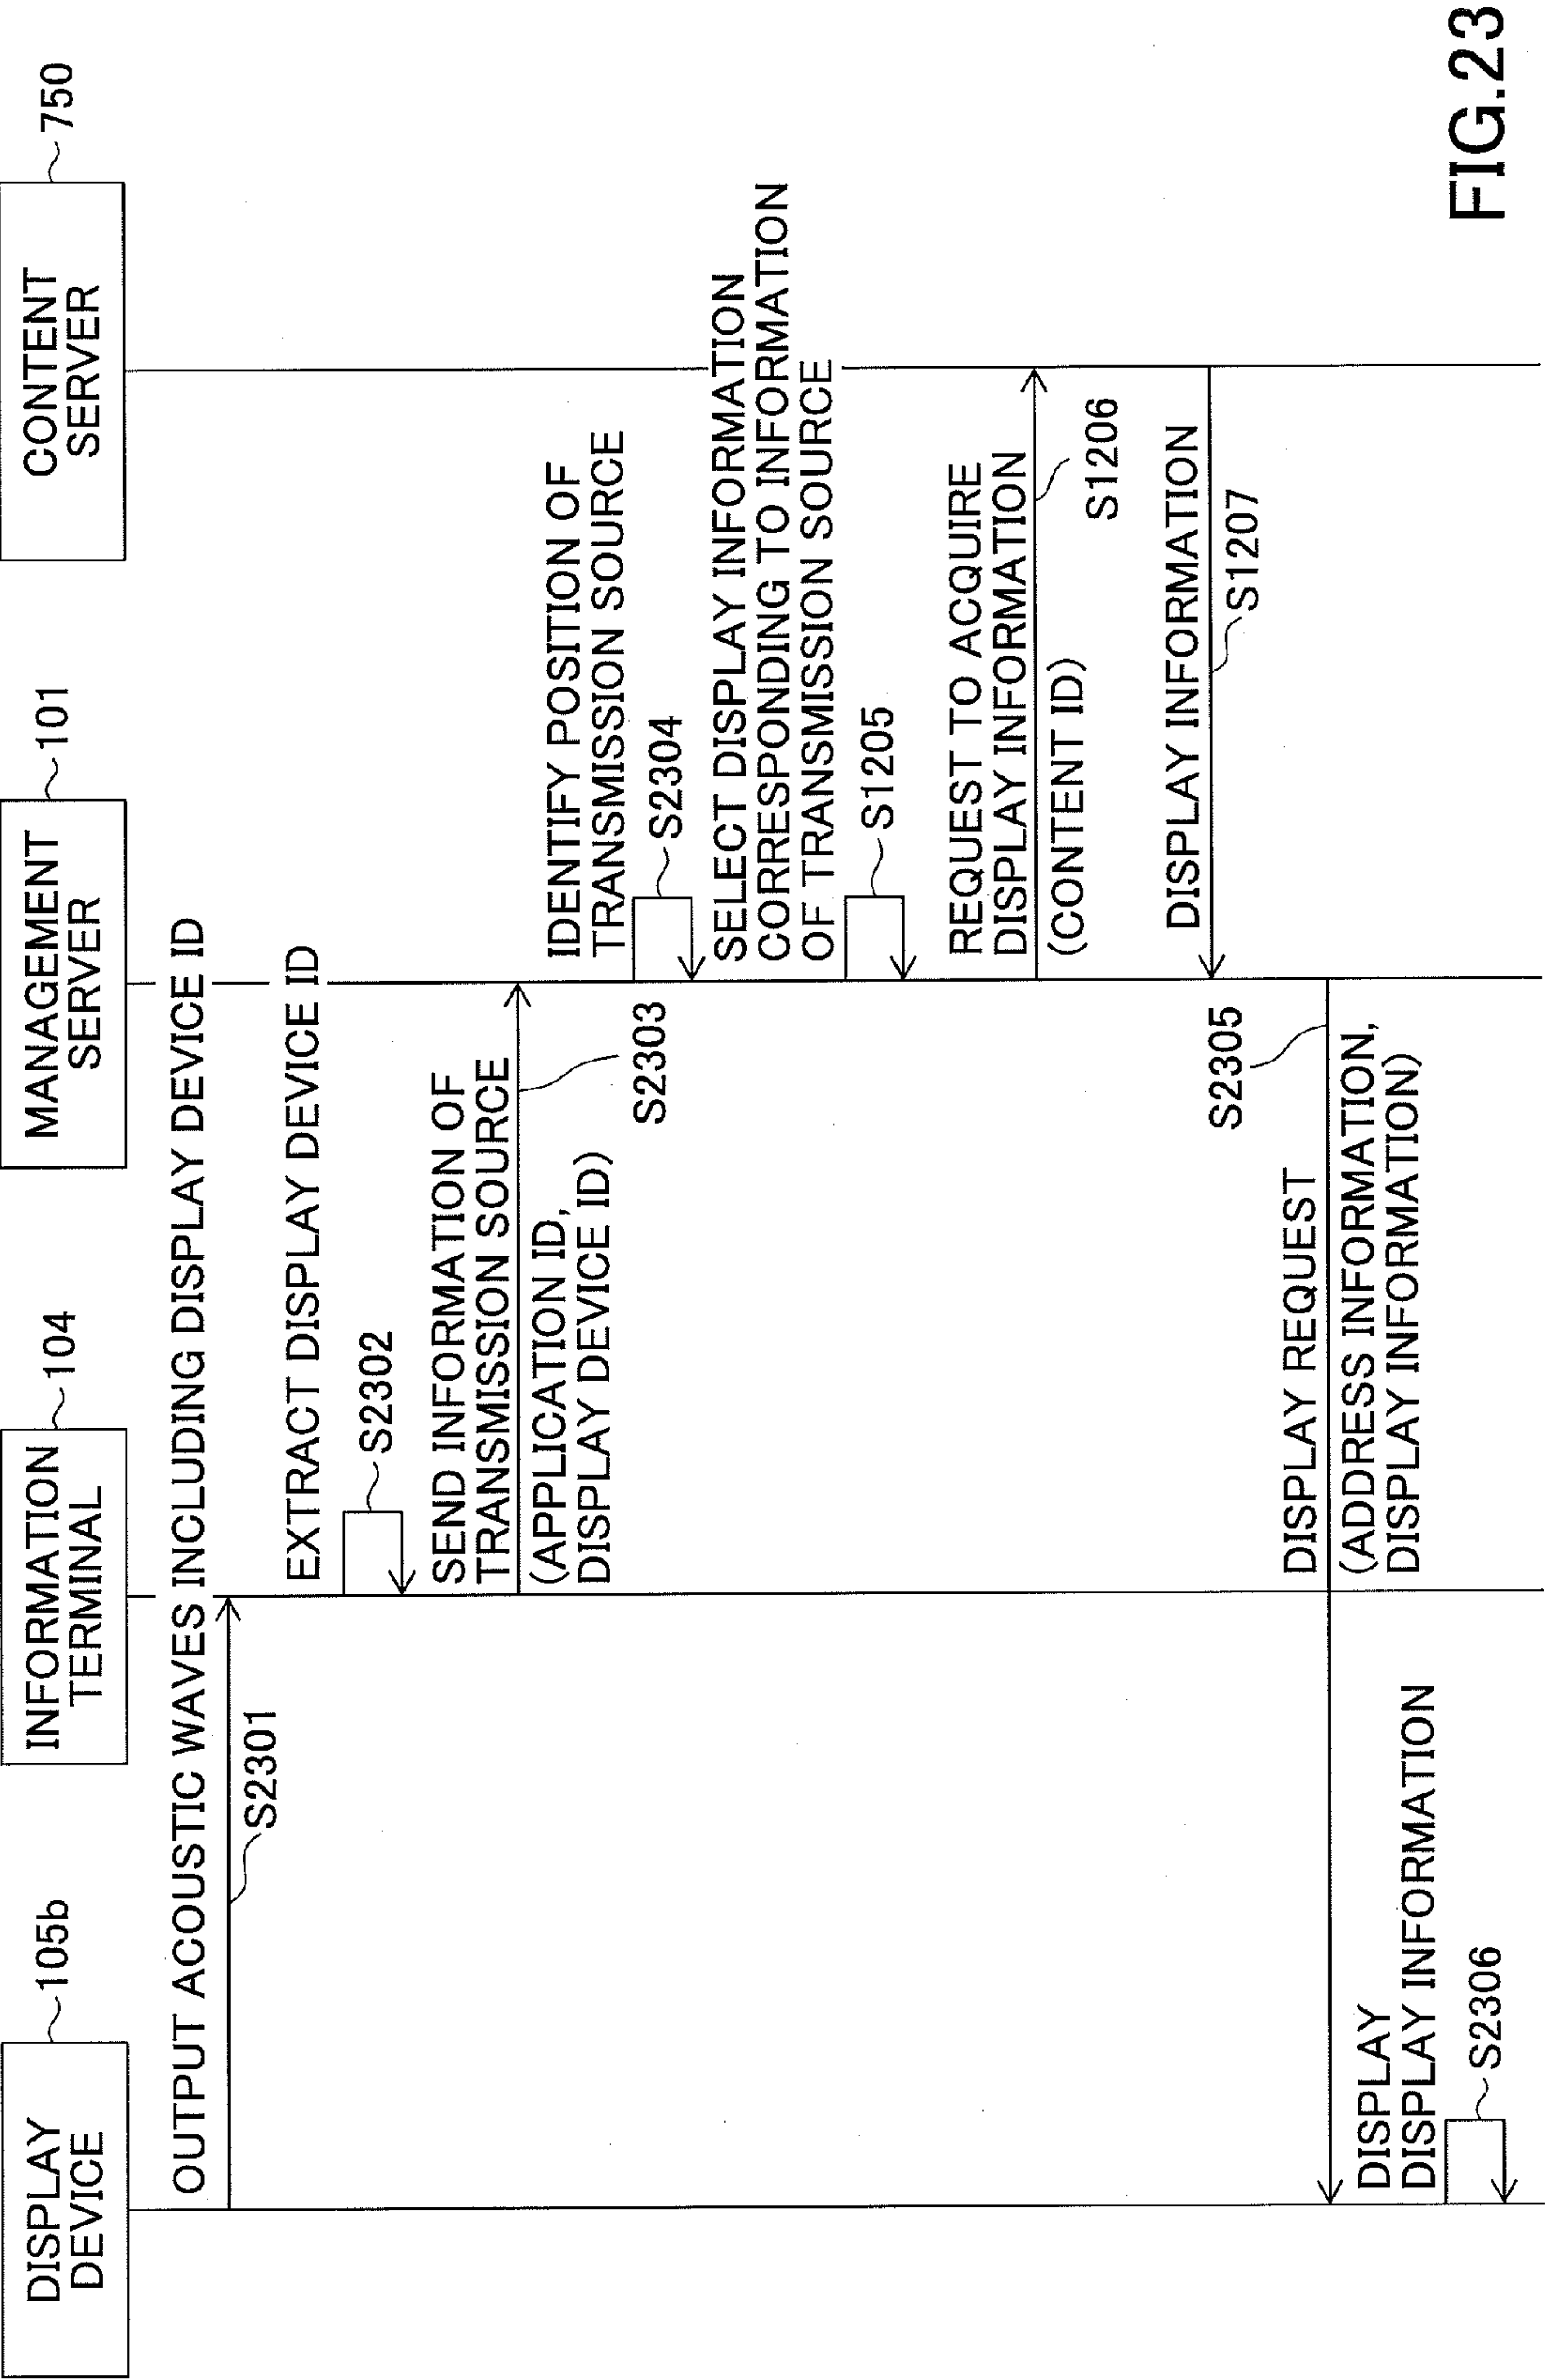 DISPLAY
DEVICE
105b
INFORMATION
TERMINAL
104
MANAGEMENT
SERVER
101
CONTENT
SERVER
750
OUTPUT ACOUSTIC WAVES INCLUDING DISPLAY DEVICE ID
S2301
EXTRACT DISPLAY DEVICE ID
S2302
SEND INFORMATION OF
TRANSMISSION SOURCE
(APPLICATION ID,
DISPLAY DEVICE ID)
S2303
IDENTIFY POSITION OF
TRANSMISSION SOURCE
S2304
SELECT DISPLAY INFORMATION
CORRESPONDING TO INFORMATION
OF TRANSMISSION SOURCE
S1205
REQUEST TO ACQUIRE
DISPLAY INFORMATION
(CONTENT ID)
S1206
DISPLAY INFORMATION
S1207
S2305
DISPLAY REQUEST
(ADDRESS INFORMATION,
DISPLAY INFORMATION)
DISPLAY
DISPLAY INFORMATION
S2306
FIG.23